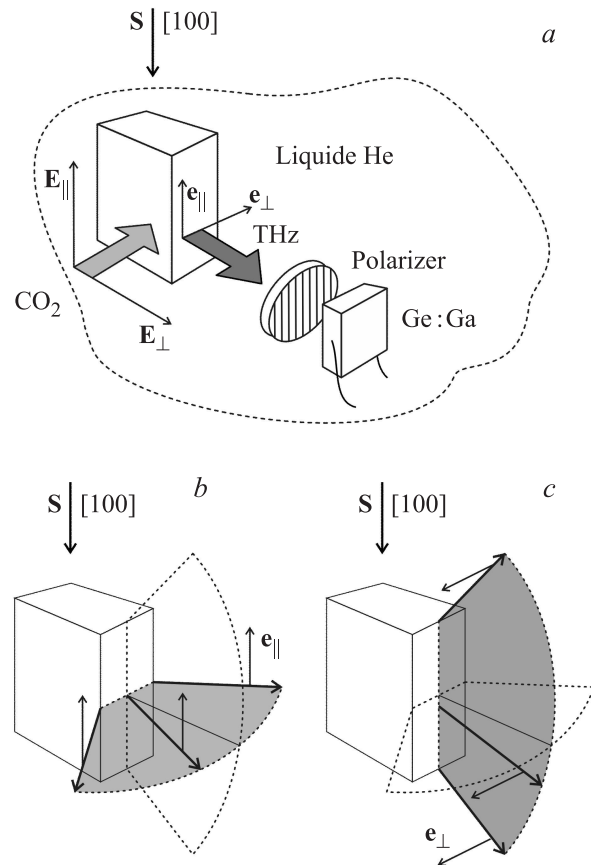 S [100]
a
Liquide He
E∥
e∥
e⊥
THz
Polarizer
CO₂
Ge : Ga
E⊥
S [100]
b
e∥
S [100]
c
e⊥